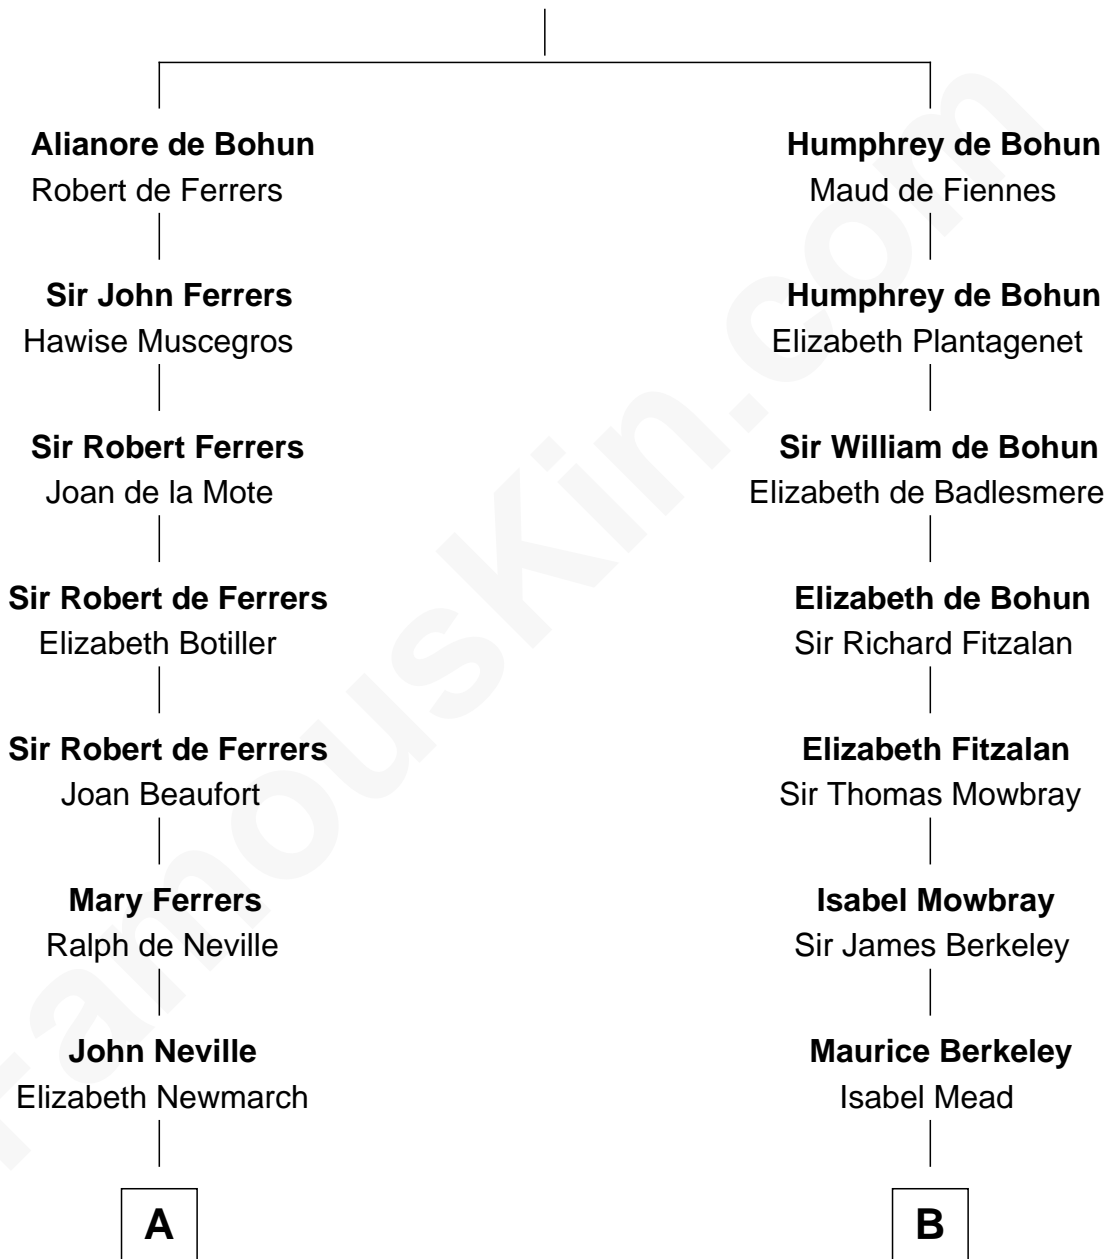 Alianore de Bohun
Robert de Ferrers
Sir John Ferrers
Hawise Muscegros
Sir Robert Ferrers
Joan de la Mote
Sir Robert de Ferrers
Elizabeth Botiller
Sir Robert de Ferrers
Joan Beaufort
Mary Ferrers
Ralph de Neville
John Neville
Elizabeth Newmarch
A
Humphrey de Bohun
Maud de Fiennes
Humphrey de Bohun
Elizabeth Plantagenet
Sir William de Bohun
Elizabeth de Badlesmere
Elizabeth de Bohun
Sir Richard Fitzalan
Elizabeth Fitzalan
Sir Thomas Mowbray
Isabel Mowbray
Sir James Berkeley
Maurice Berkeley
Isabel Mead
B
FamousKin.com